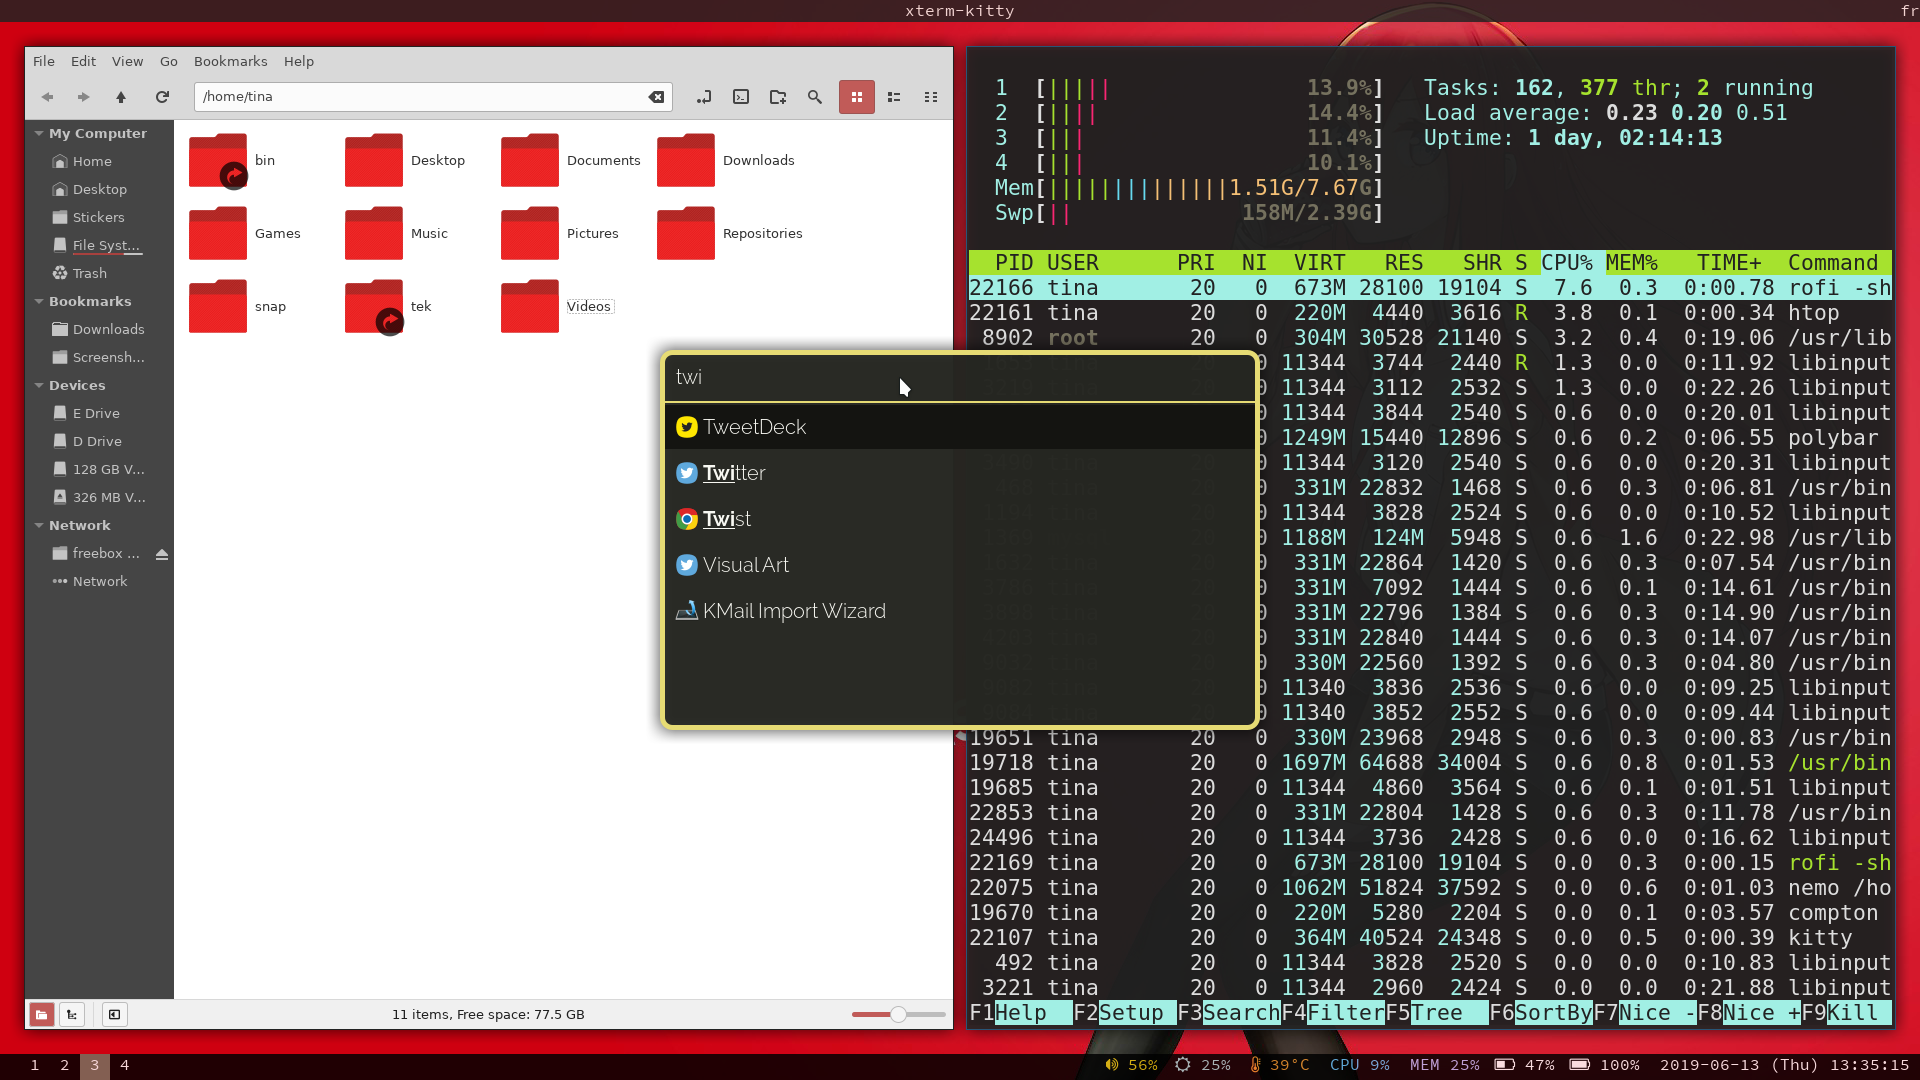 xterm-kitty
fr
File Edit View Go Bookmarks Help
/home/tina
My Computer
Home
Desktop
Stickers
File Syst...
Trash
Bookmarks
Downloads
Screensh...
Devices
E Drive
D Drive
128 GB V...
326 MB V...
Network
freebox ...
Network
bin Desktop Documents Downloads
Games Music Pictures Repositories
snap tek Videos
11 items, Free space: 77.5 GB
twi
TweetDeck
Twitter
Twist
Visual Art
KMail Import Wizard
1 [||||| 13.9%] Tasks: 162, 377 thr; 2 running
2 [|||| 14.4%] Load average: 0.23 0.20 0.51
3 [||| 11.4%] Uptime: 1 day, 02:14:13
4 [||| 10.1%]
Mem[||||||||||||||1.51G/7.67G]
Swp[|| 158M/2.39G]
PID USER PRI NI VIRT RES SHR S CPU% MEM% TIME+ Command
22166 tina 20 0 673M 28100 19104 S 7.6 0.3 0:00.78 rofi -sh
22161 tina 20 0 220M 4440 3616 R 3.8 0.1 0:00.34 htop
8902 root 20 0 304M 30528 21140 S 3.2 0.4 0:19.06 /usr/lib
0 11344 3744 2440 R 1.3 0.0 0:11.92 libinput
0 11344 3112 2532 S 1.3 0.0 0:22.26 libinput
0 11344 3844 2540 S 0.6 0.0 0:20.01 libinput
0 1249M 15440 12896 S 0.6 0.2 0:06.55 polybar
0 11344 3120 2540 S 0.6 0.0 0:20.31 libinput
0 331M 22832 1468 S 0.6 0.3 0:06.81 /usr/bin
0 11344 3828 2524 S 0.6 0.0 0:10.52 libinput
0 1188M 124M 5948 S 0.6 1.6 0:22.98 /usr/lib
0 331M 22864 1420 S 0.6 0.3 0:07.54 /usr/bin
0 331M 7092 1444 S 0.6 0.1 0:14.61 /usr/bin
0 331M 22796 1384 S 0.6 0.3 0:14.90 /usr/bin
0 331M 22840 1444 S 0.6 0.3 0:14.07 /usr/bin
0 330M 22560 1392 S 0.6 0.3 0:04.80 /usr/bin
0 11340 3836 2536 S 0.6 0.0 0:09.25 libinput
0 11340 3852 2552 S 0.6 0.0 0:09.44 libinput
19651 tina 20 0 330M 23968 2948 S 0.6 0.3 0:00.83 /usr/bin
19718 tina 20 0 1697M 64688 34004 S 0.6 0.8 0:01.53 /usr/bin
19685 tina 20 0 11344 4860 3564 S 0.6 0.1 0:01.51 libinput
22853 tina 20 0 331M 22804 1428 S 0.6 0.3 0:11.78 /usr/bin
24496 tina 20 0 11344 3736 2428 S 0.6 0.0 0:16.62 libinput
22169 tina 20 0 673M 28100 19104 S 0.0 0.3 0:00.15 rofi -sh
22075 tina 20 0 1062M 51824 37592 S 0.0 0.6 0:01.03 nemo /ho
19670 tina 20 0 220M 5280 2204 S 0.0 0.1 0:03.57 compton
22107 tina 20 0 364M 40524 24348 S 0.0 0.5 0:00.39 kitty
492 tina 20 0 11344 3828 2520 S 0.0 0.0 0:10.83 libinput
3221 tina 20 0 11344 2960 2424 S 0.0 0.0 0:21.88 libinput
F1Help F2Setup F3SearchF4FilterF5Tree F6SortByF7Nice -F8Nice +F9Kill
1 2 3 4
56% 25% 39°C CPU 9% MEM 25% 47% 100% 2019-06-13 (Thu) 13:35:15